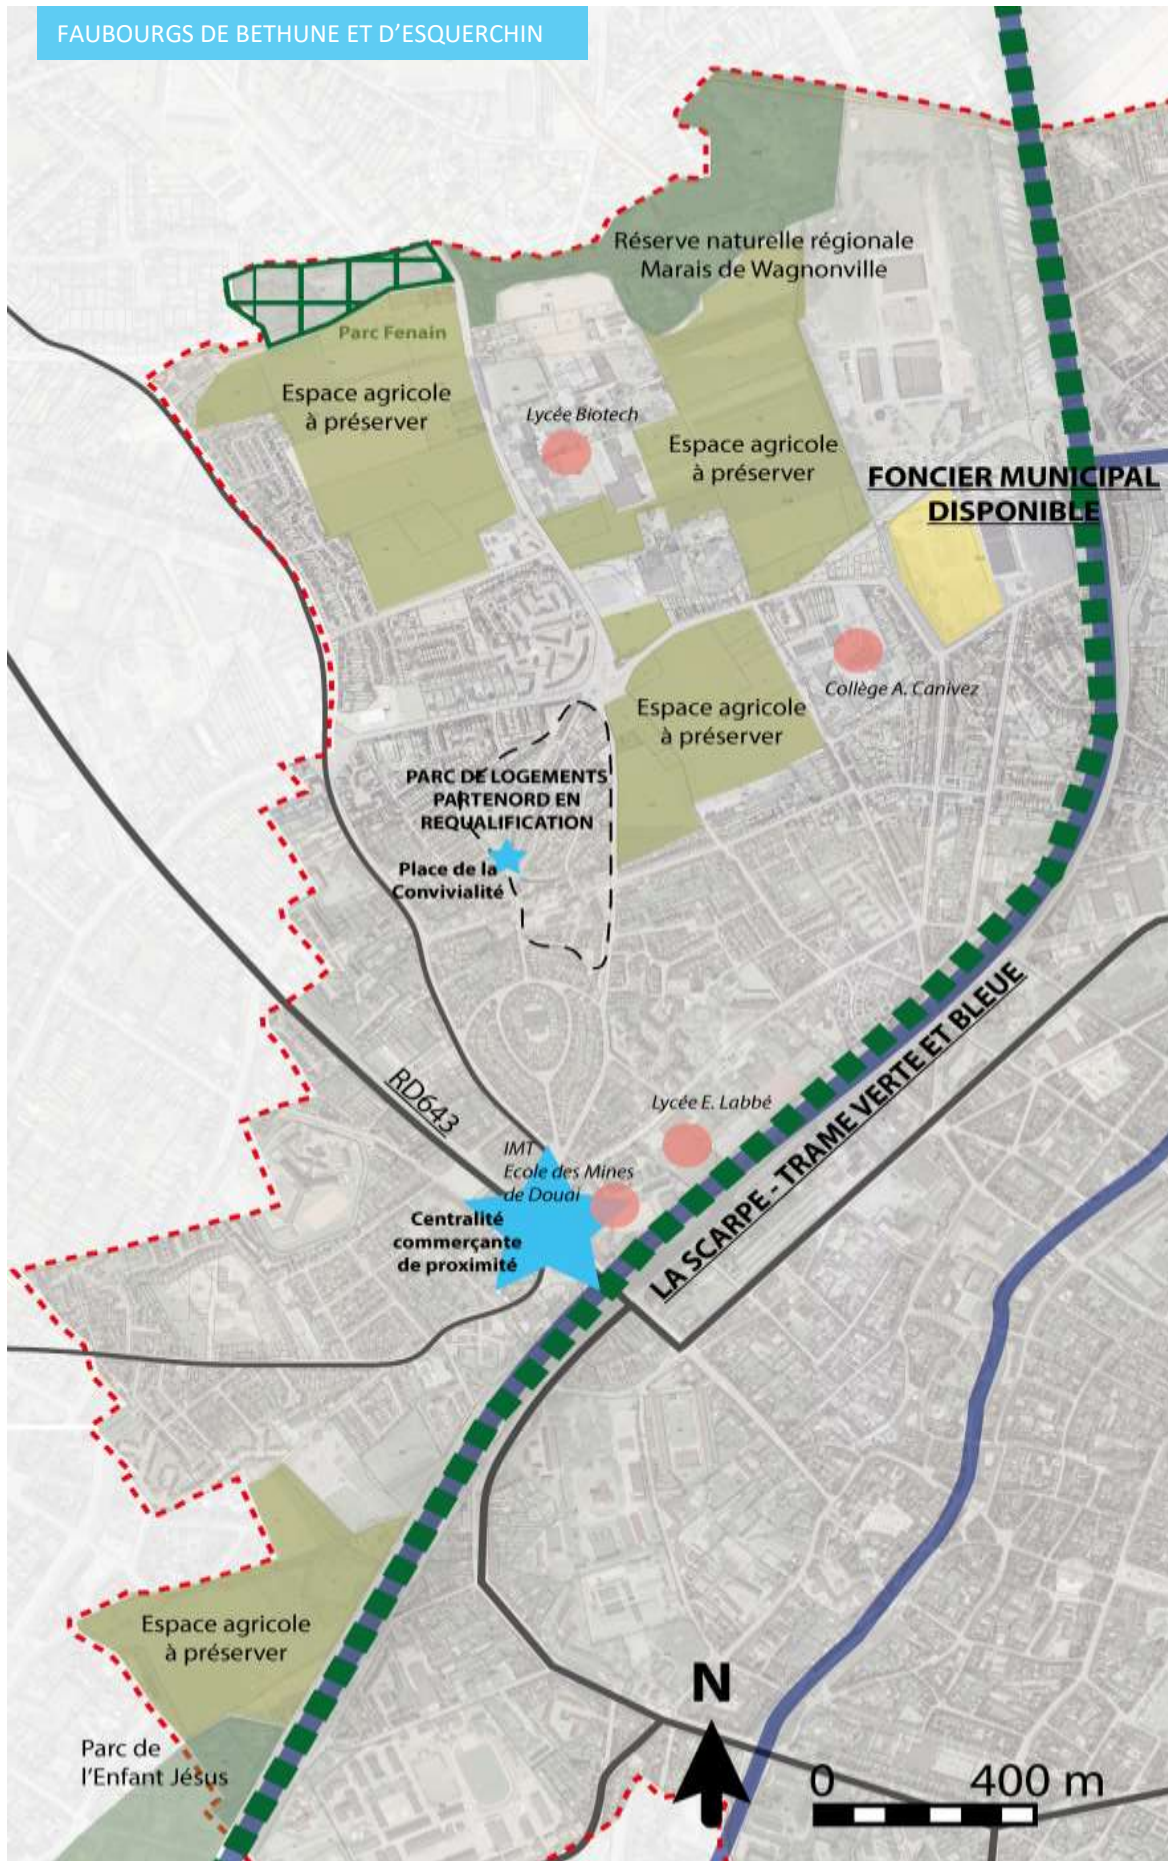 FAUBOURGS DE BETHUNE ET D'ESQUERCHIN
Réserve naturelle régionale
Marais de Wagnonville
Parc Fenain
Espace agricole
à préserver
Lycée Biotech
Espace agricole
à préserver
FONCIER MUNICIPAL
DISPONIBLE
Collège A. Canivez
Espace agricole
à préserver
PARC DE LOGEMENTS
PARTENORD EN
REQUALIFICATION
Place de la
Convivialité
LA SCARPE - TRAME VERTE ET BLEUE
RD643
Lycée E. Labbé
IMT
Ecole des Mines
de Douai
Centralité
commerçante
de proximité
Espace agricole
à préserver
Parc de
l'Enfant Jésus
N
0 400 m